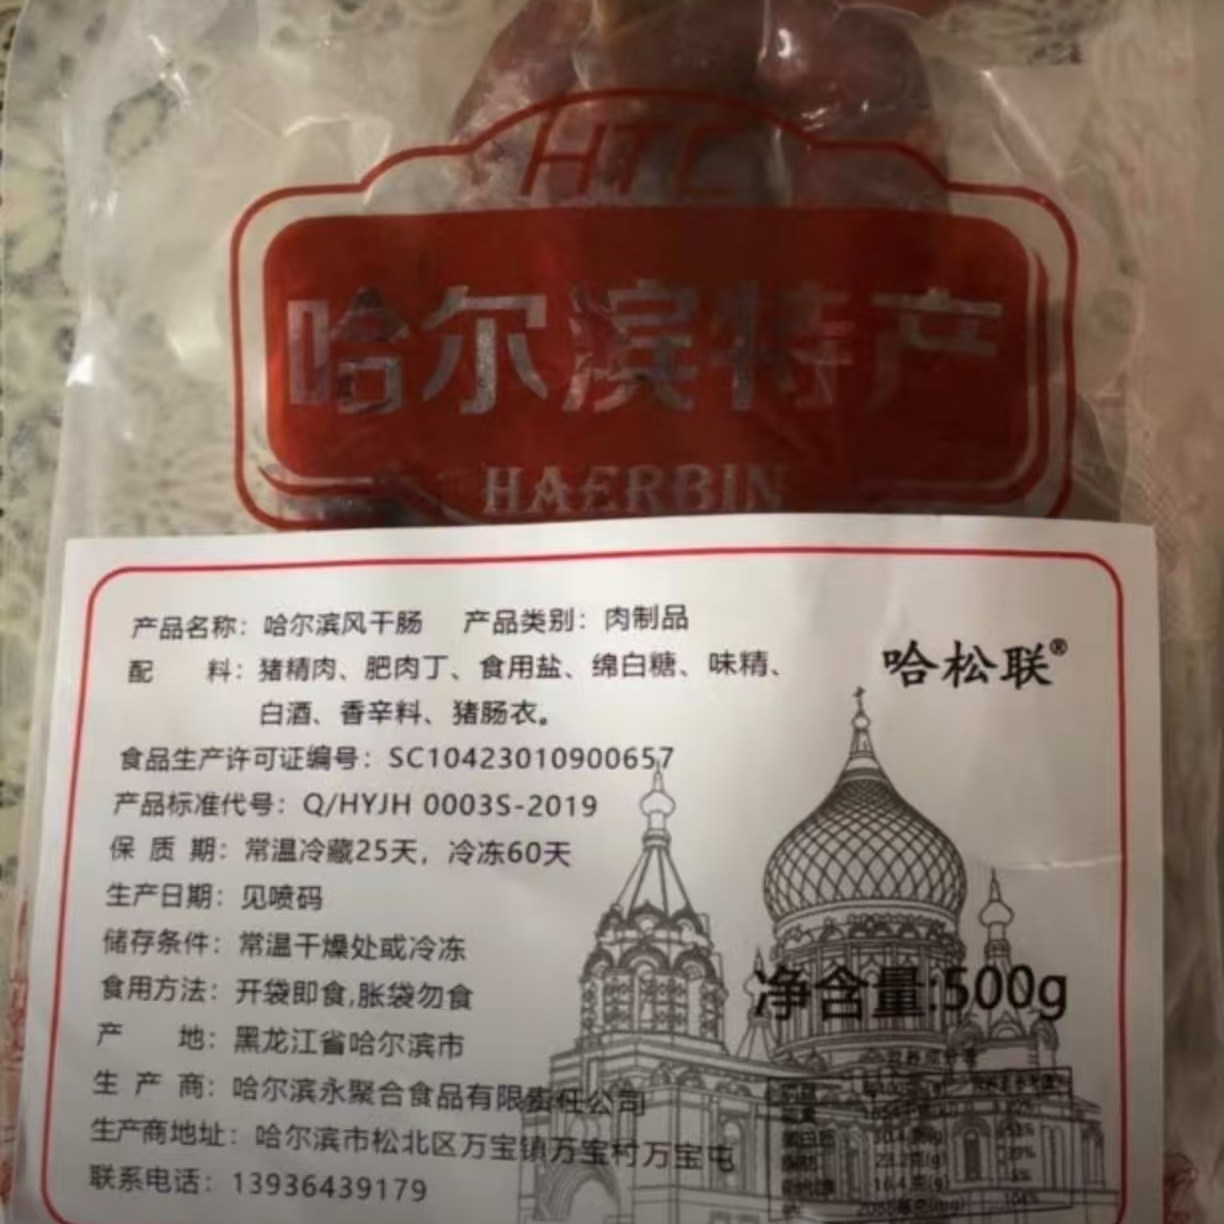 HTC
哈尔滨特产
HAERBIN
产品名称：哈尔滨风干肠 产品类别：肉制品
配 料：猪精肉、肥肉丁、食用盐、绵白糖、味精、
白酒、香辛料、猪肠衣。
哈松联®
食品生产许可证编号：SC10423010900657
产品标准代号：Q/HYJH 0003S-2019
保 质 期：常温冷藏25天，冷冻60天
生产日期：见喷码
储存条件：常温干燥处或冷冻
食用方法：开袋即食,胀袋勿食
净含量:500g
产 地：黑龙江省哈尔滨市
生 产 商：哈尔滨永聚合食品有限责任公司
生产商地址：哈尔滨市松北区万宝镇万宝村万宝屯
联系电话：13936439179